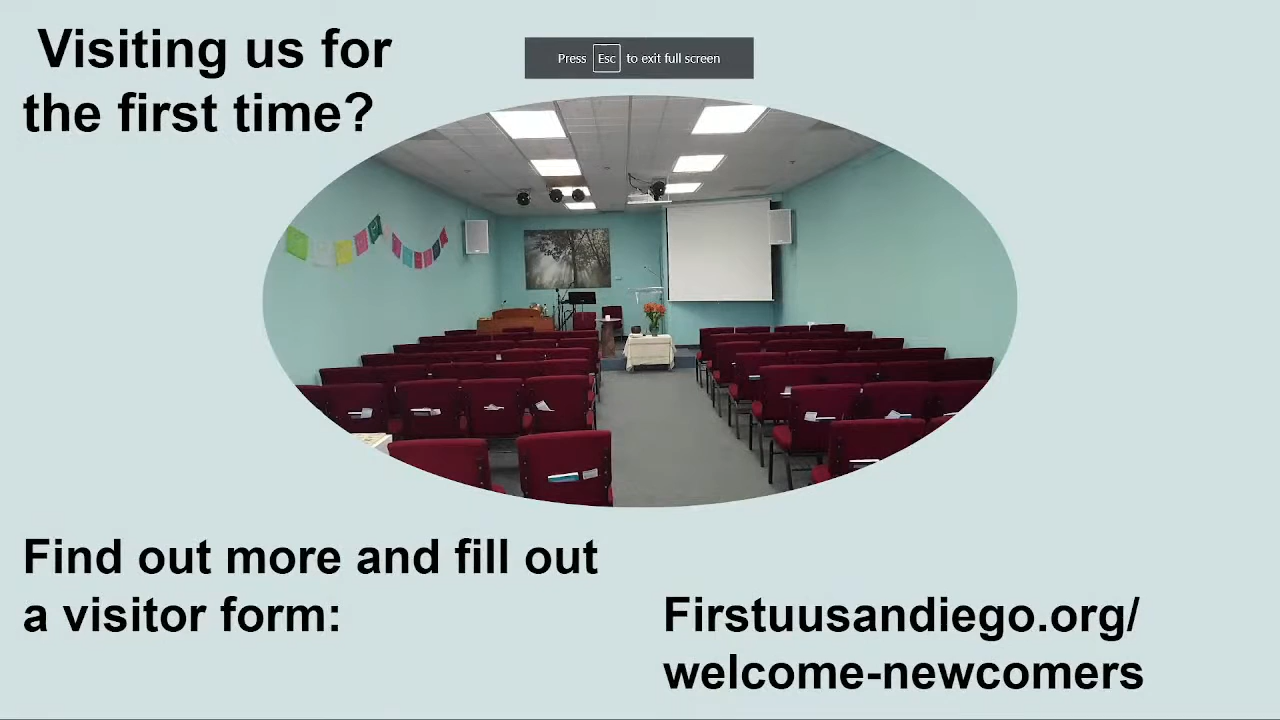 Visiting us for
the first time?
Press Esc to exit full screen
Find out more and fill out
a visitor form:
Firstuusandiego.org/
welcome-newcomers